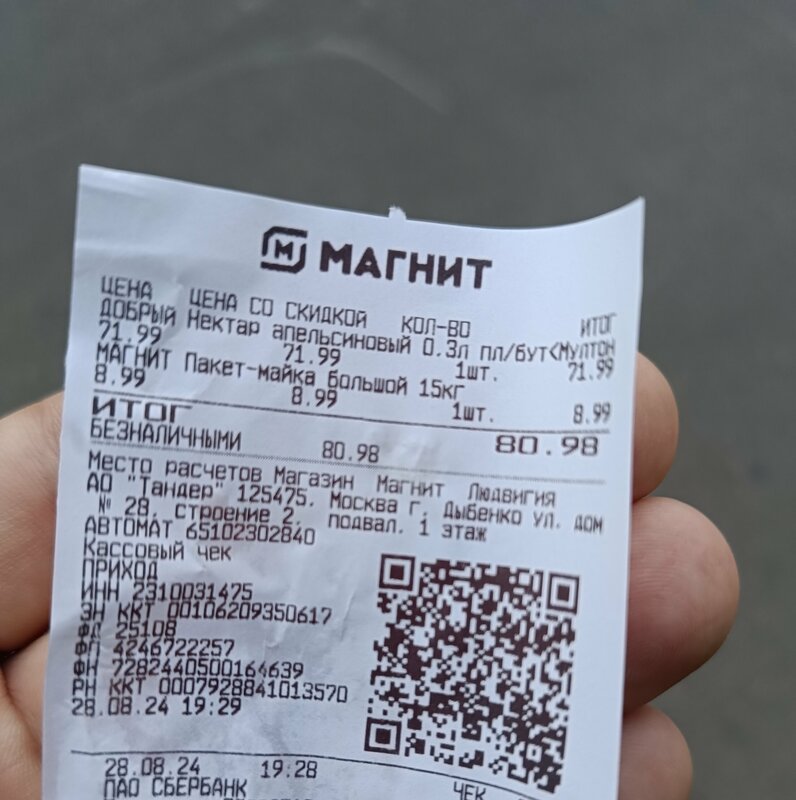 МАГНИТ
ЦЕНА ЦЕНА СО СКИДКОЙ КОЛ-ВО ИТОГ
ДОБРЫЙ Нектар апельсиновый 0.3л пл/бут<МУЛТОН
71.99 71.99 1шт. 71.99
МАГНИТ Пакет-майка большой 15кг
8.99 8.99 1шт. 8.99
ИТОГ 80.98
БЕЗНАЛИЧНЫМИ 80.98
Место расчетов Магазин Магнит Людвигия
АО "Тандер" 125475, Москва г, Дыбенко ул, дом
№ 28, строение 2, подвал, 1 этаж
АВТОМАТ 65102302840
Кассовый чек
ПРИХОД
ИНН 2310031475
ЗН ККТ 00106209350617
25108
4246722257
ФН 7282440500164639
РН ККТ 0007928841013570
28.08.24 19:29
28.08.24 19:28
ПАО СБЕРБАНК ЧЕК